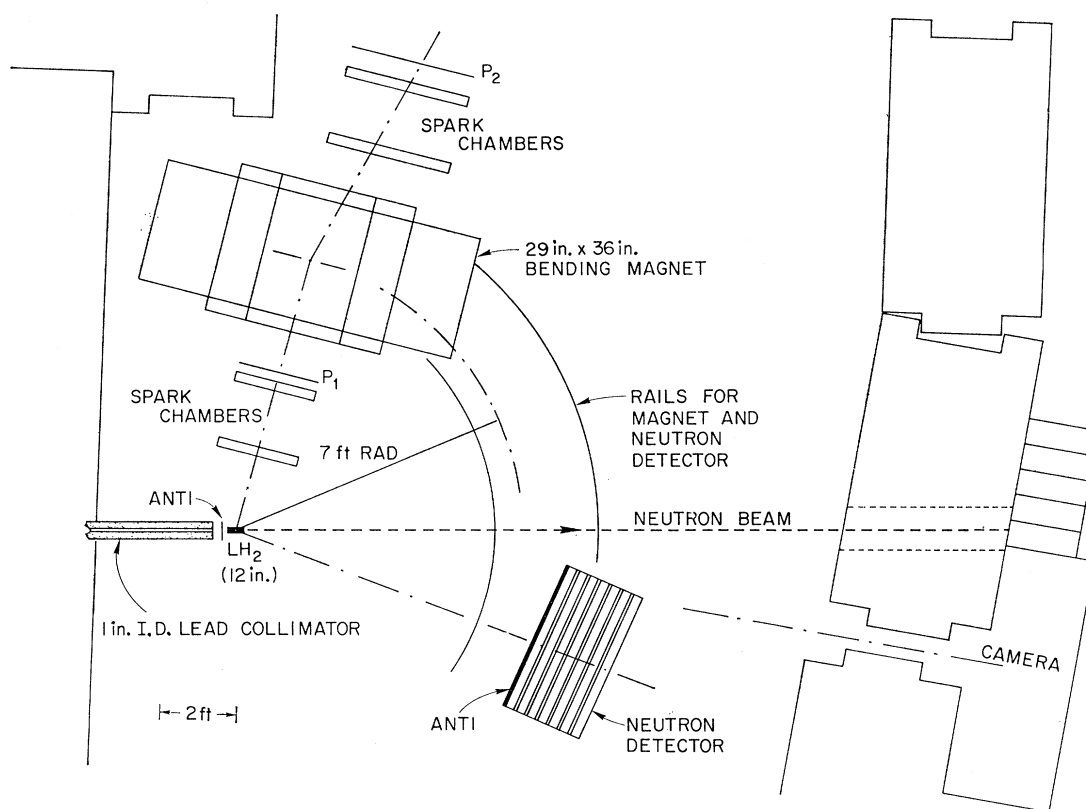 P2
SPARK
CHAMBERS
29 in. x 36 in.
BENDING MAGNET
P1
SPARK
CHAMBERS
RAILS FOR
MAGNET AND
NEUTRON
DETECTOR
7 ft RAD
ANTI
NEUTRON BEAM
LH2
(12 in.)
1 in. I.D. LEAD COLLIMATOR
CAMERA
2 ft
ANTI
NEUTRON
DETECTOR